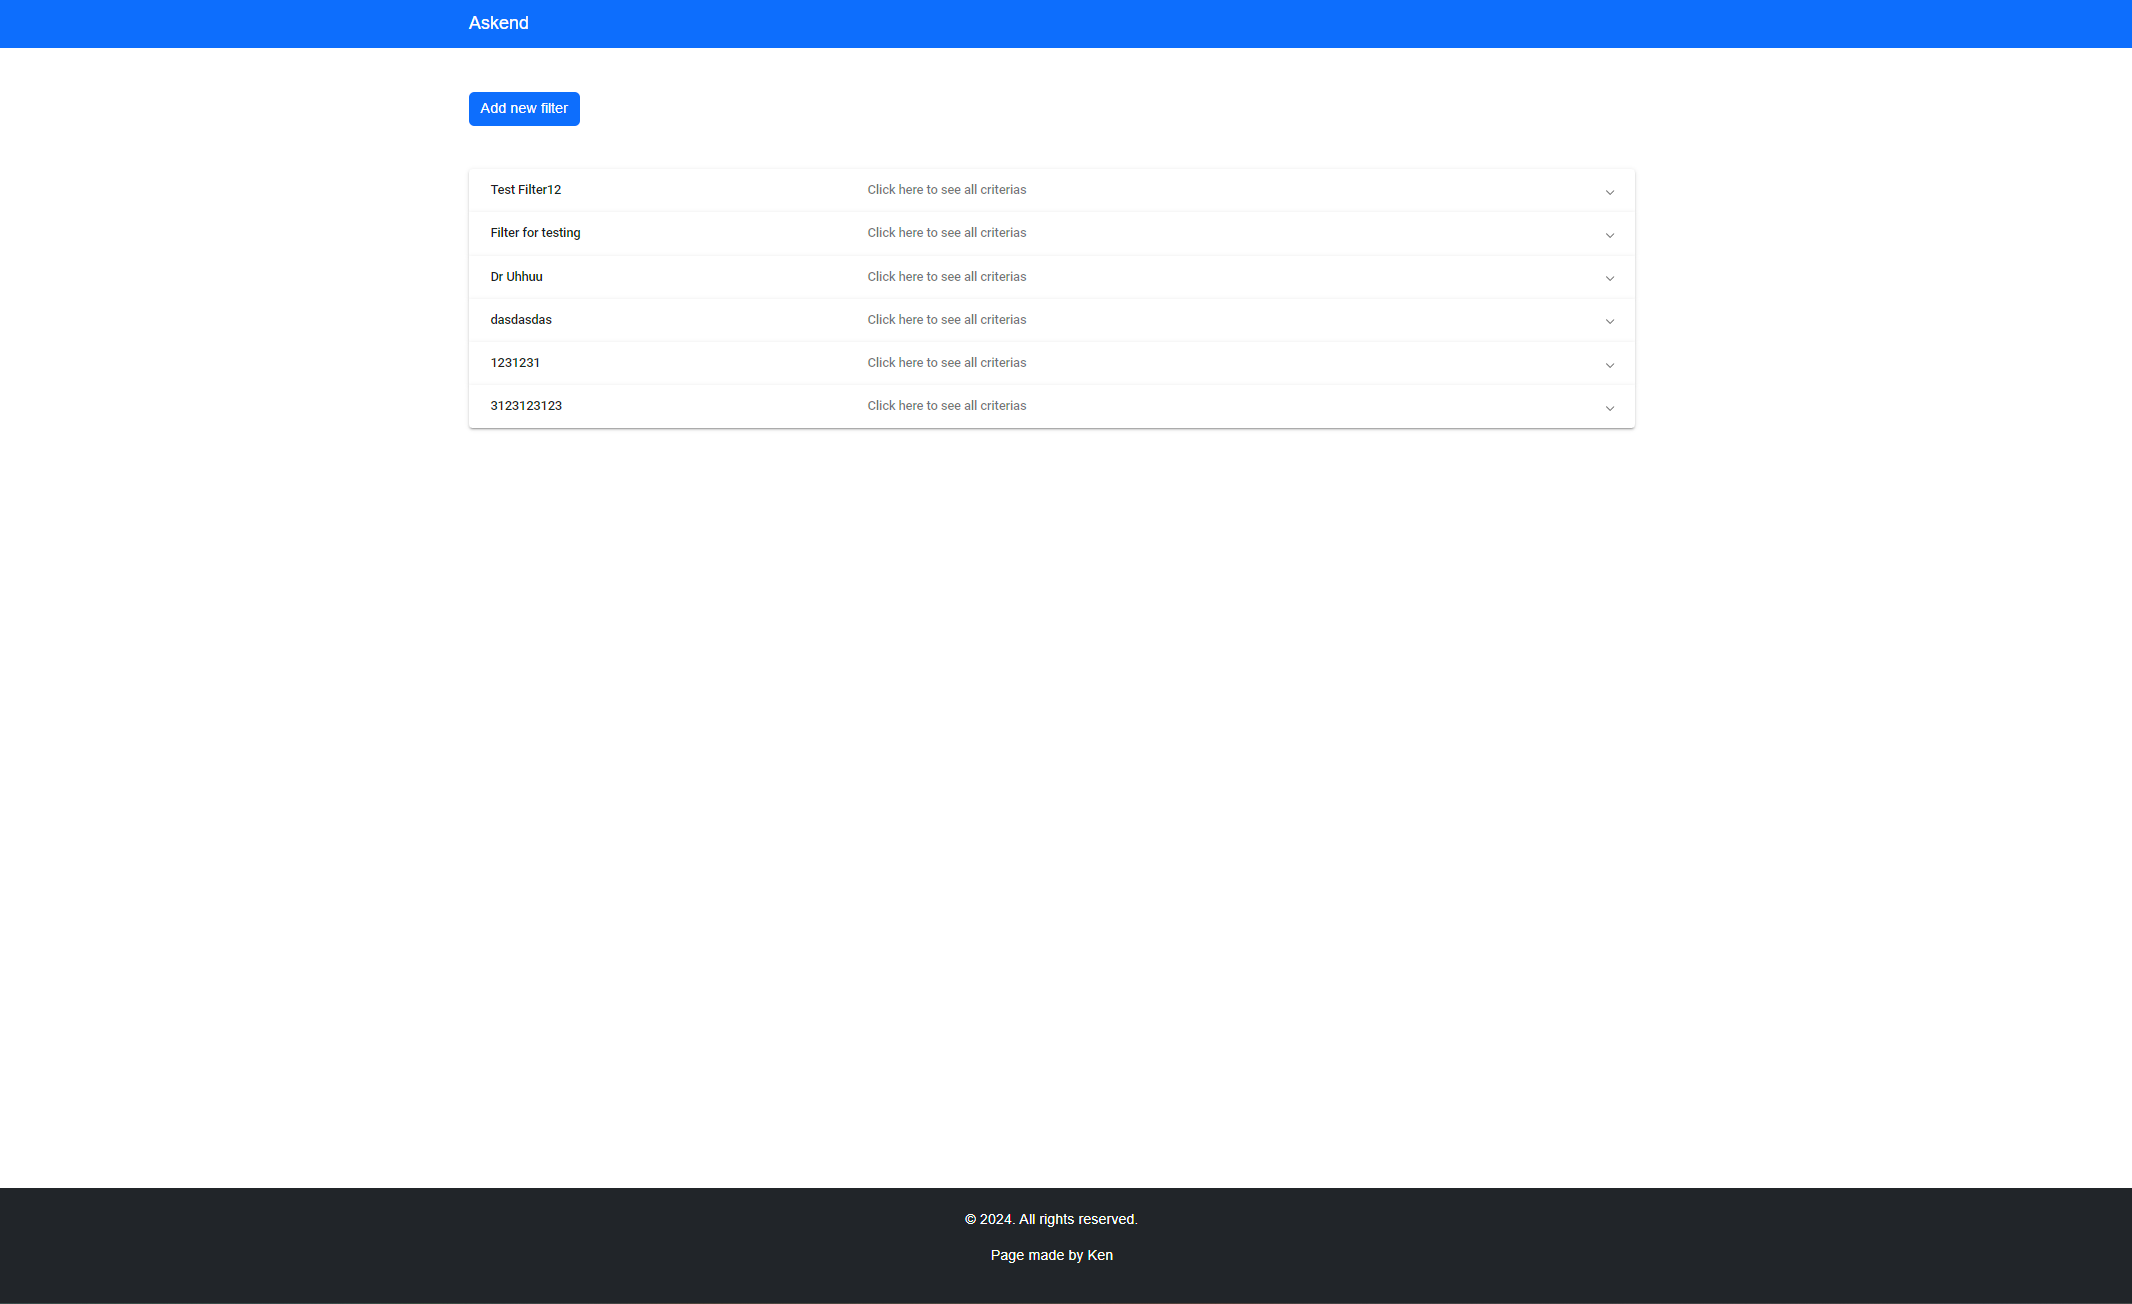 Askend
Add new filter
Test Filter12 Click here to see all criterias
Filter for testing Click here to see all criterias
Dr Uhhuu Click here to see all criterias
dasdasdas Click here to see all criterias
1231231 Click here to see all criterias
3123123123 Click here to see all criterias
© 2024. All rights reserved.
Page made by Ken